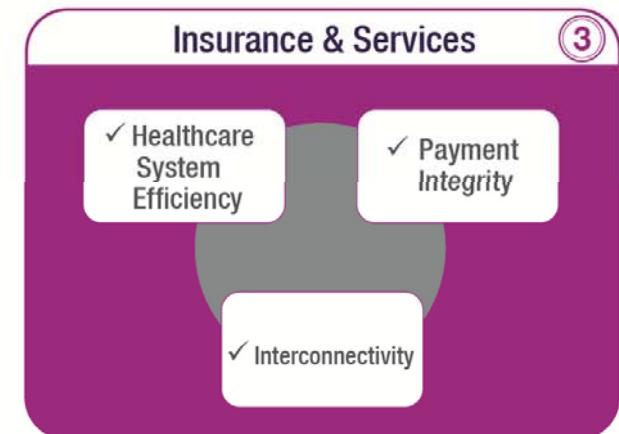 Insurance & Services
3
✓ Healthcare
System
Efficiency
✓ Payment
Integrity
✓ Interconnectivity